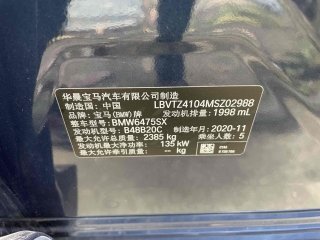 华晨宝马汽车有限公司制造
制造国: 中国 LBVTZ4104MSZ02988
品牌: 宝马(BMW)牌 发动机排量: 1998 mL
整车型号: BMW6475SX
发动机型号: B48B20C 2020-11
最大允许总质量: 2385 kg 乘坐人数: 5
发动机最大净功率: 135 kW
最大允许牵引质量: - kg